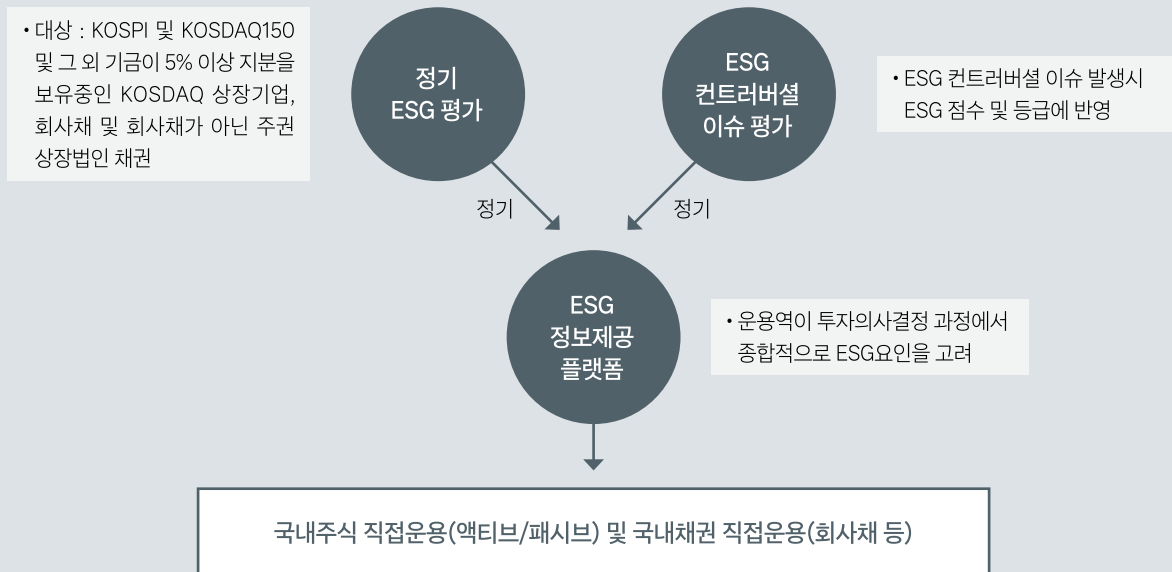 • 대상 : KOSPI 및 KOSDAQ150
및 그 외 기금이 5% 이상 지분을
보유중인 KOSDAQ 상장기업,
회사채 및 회사채가 아닌 주권
상장법인 채권
정기
ESG 평가
ESG
컨트러버셜
이슈 평가
• ESG 컨트러버셜 이슈 발생시
ESG 점수 및 등급에 반영
정기
정기
ESG
정보제공
플랫폼
• 운용역이 투자의사결정 과정에서
종합적으로 ESG요인을 고려
국내주식 직접운용(액티브/패시브) 및 국내채권 직접운용(회사채 등)